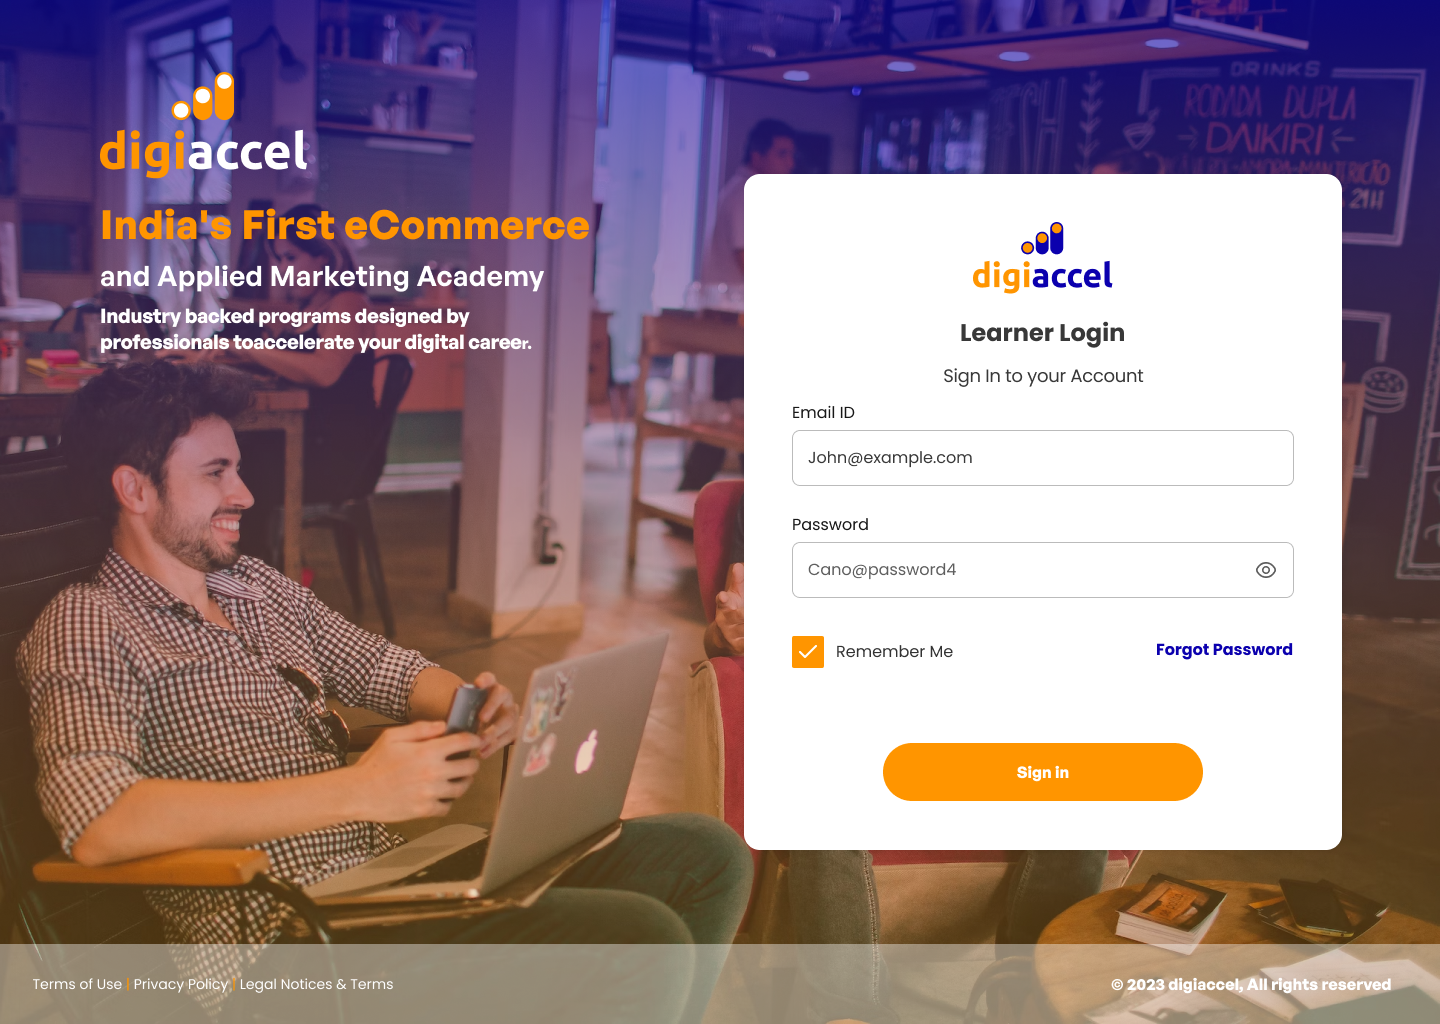 digiaccel
India's First eCommerce
and Applied Marketing Academy
Industry backed programs designed by
professionals toaccelerate your digital career.
DRINKS
RODADA DUPLA
DAIKIRI
digiaccel
Learner Login
Sign In to your Account
Email ID
John@example.com
Password
Cano@password4
Remember Me
Forgot Password
Sign in
Terms of Use | Privacy Policy | Legal Notices & Terms
© 2023 digiaccel, All rights reserved